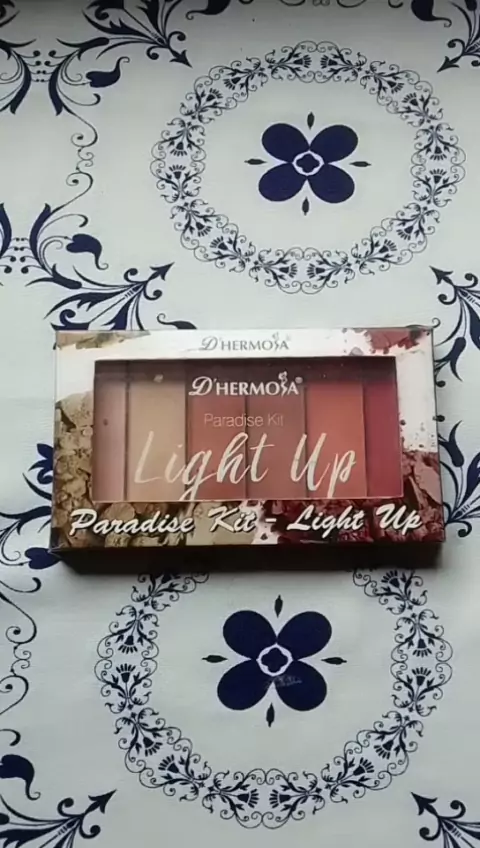 D'HERMOSA
D'HERMOSA®
Paradise Kit
Light Up
Paradise Kit - Light Up